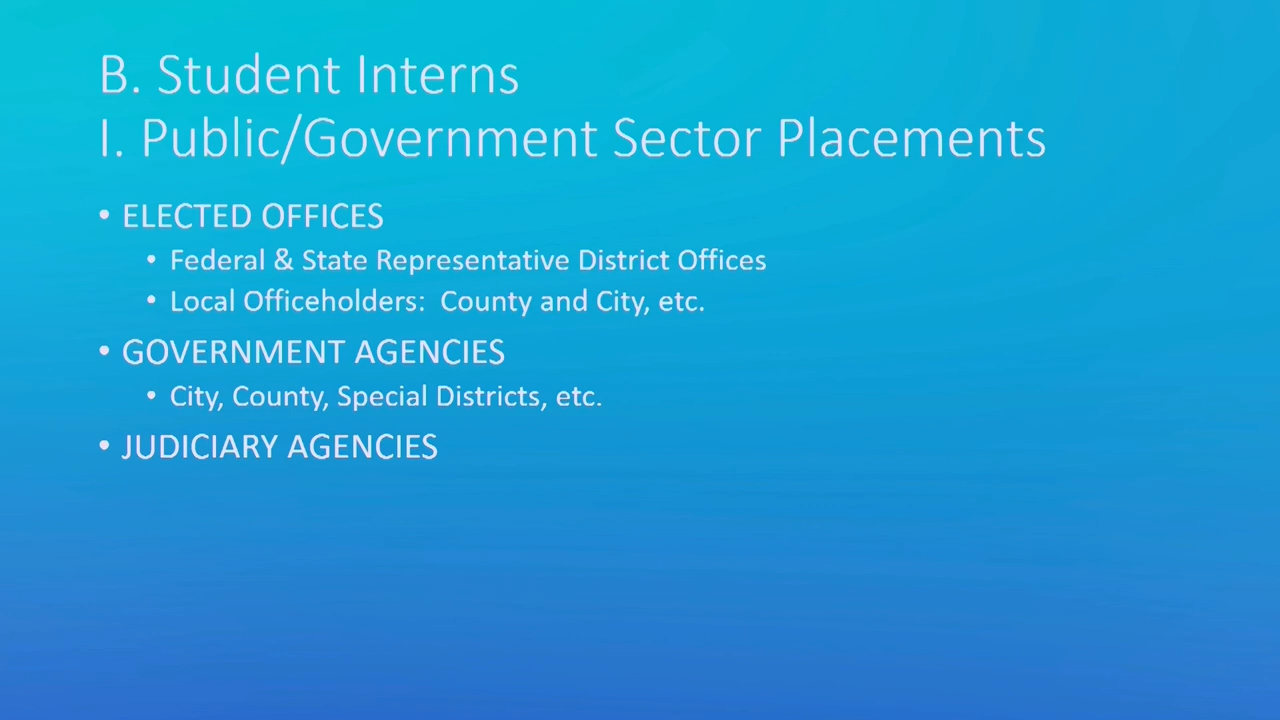 B. Student Interns
I. Public/Government Sector Placements
• ELECTED OFFICES
• Federal & State Representative District Offices
• Local Officeholders:  County and City, etc.
• GOVERNMENT AGENCIES
• City, County, Special Districts, etc.
• JUDICIARY AGENCIES